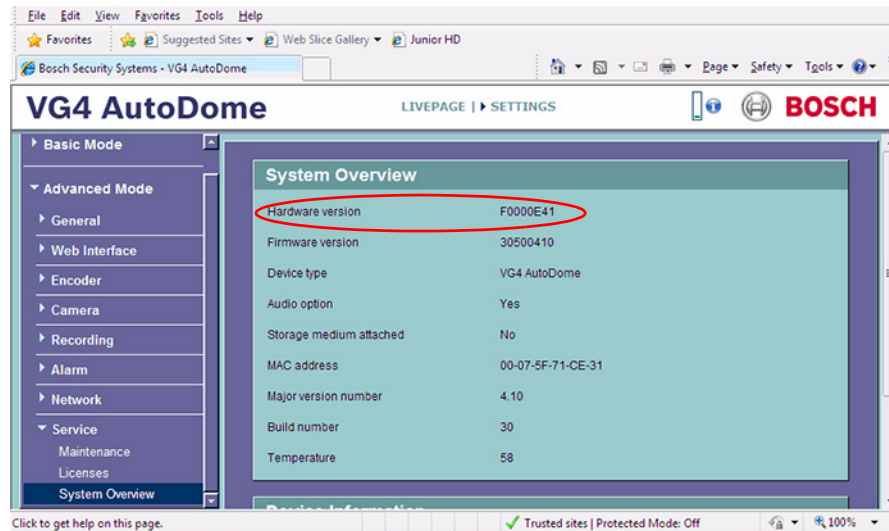 File Edit View Favorites Tools Help
Favorites Suggested Sites Web Slice Gallery Junior HD
Bosch Security Systems - VG4 AutoDome Page Safety Tools
VG4 AutoDome LIVEPAGE | SETTINGS BOSCH
Basic Mode
Advanced Mode
General
Web Interface
Encoder
Camera
Recording
Alarm
Network
Service
Maintenance
Licenses
System Overview
System Overview
Hardware version F0000E41
Firmware version 30500410
Device type VG4 AutoDome
Audio option Yes
Storage medium attached No
MAC address 00-07-5F-71-CE-31
Major version number 4.10
Build number 30
Temperature 58
Device Information
Click to get help on this page. Trusted sites | Protected Mode: Off 100%